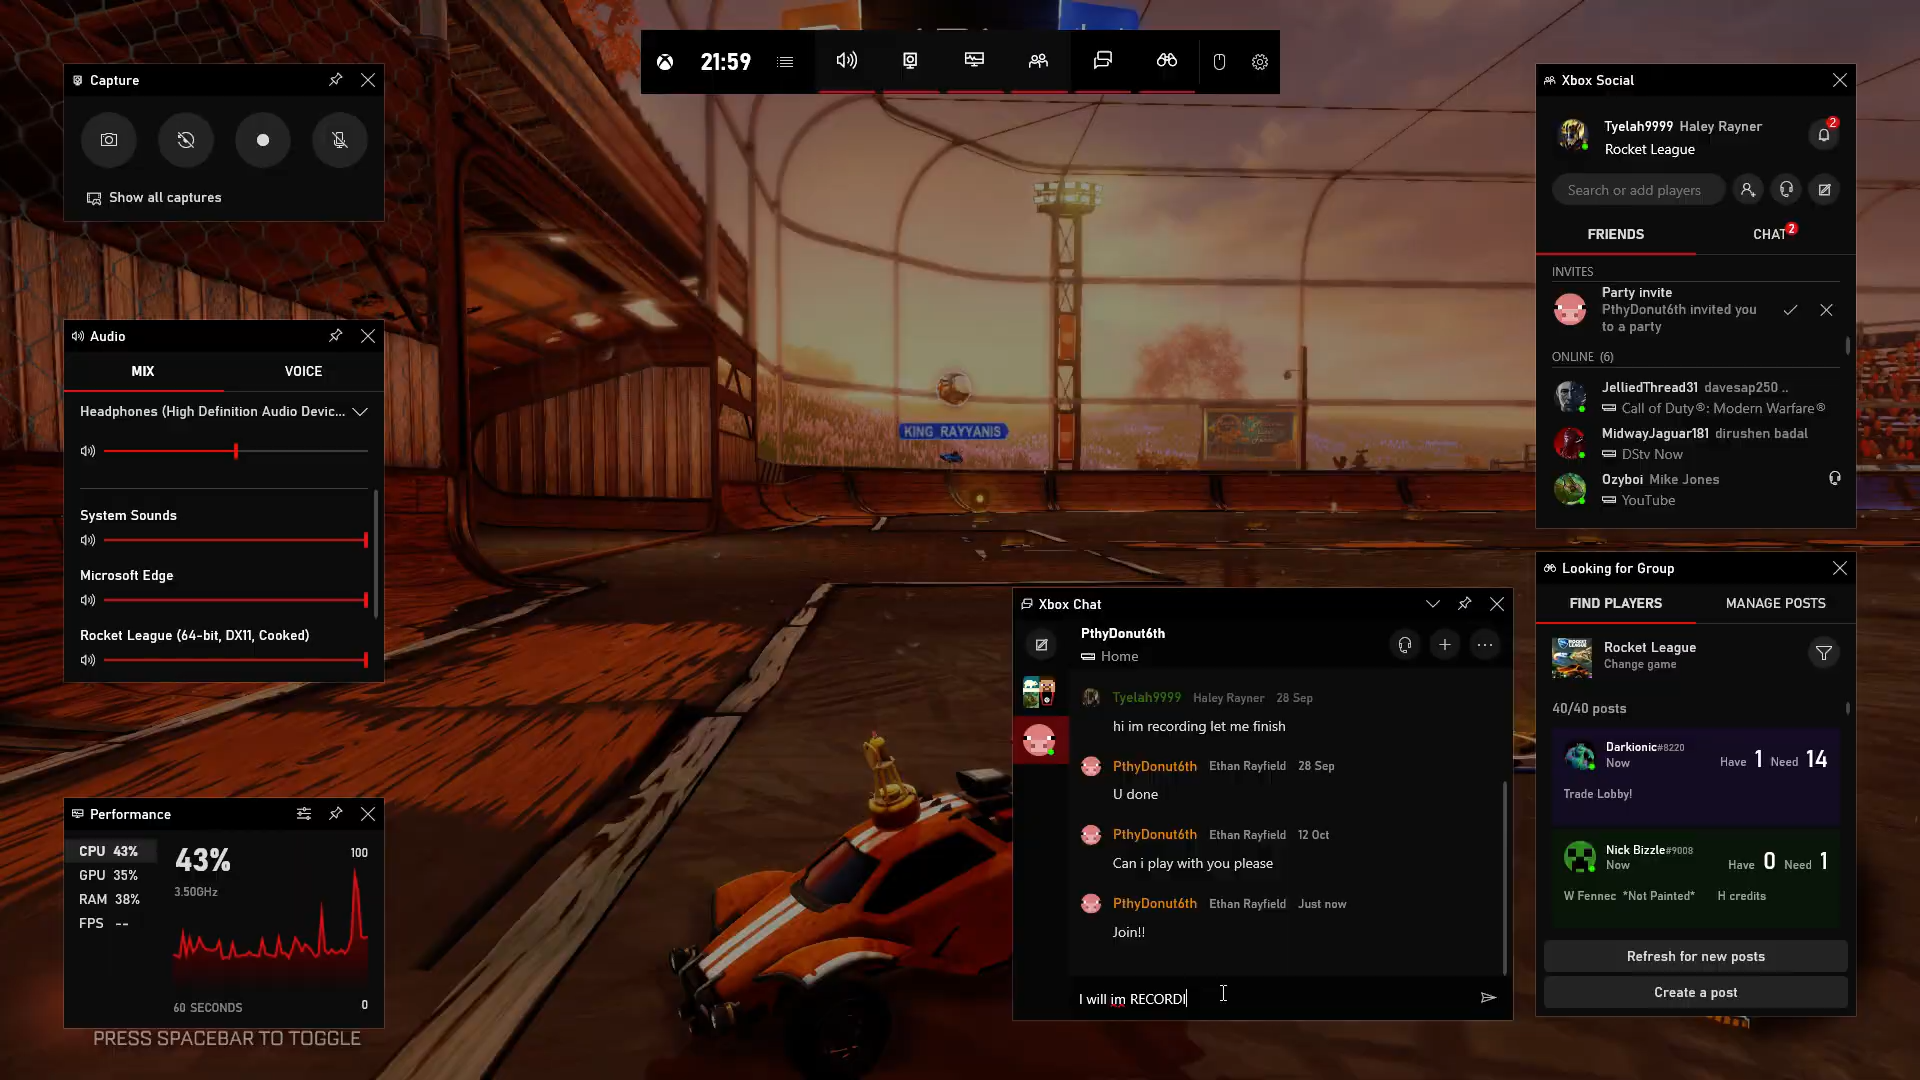 21:59
Capture
Show all captures
Audio
MIX
VOICE
Headphones (High Definition Audio Devic...
System Sounds
Microsoft Edge
Rocket League (64-bit, DX11, Cooked)
Performance
CPU 43%
GPU 35%
RAM 38%
FPS --
43%
3.50GHz
100
60 SECONDS
0
PRESS SPACEBAR TO TOGGLE
KING RAYYANIS
Xbox Chat
PthyDonut6th
Home
Tyelah9999 Haley Rayner 28 Sep
hi im recording let me finish
PthyDonut6th Ethan Rayfield 28 Sep
U done
PthyDonut6th Ethan Rayfield 12 Oct
Can i play with you please
PthyDonut6th Ethan Rayfield Just now
Join!!
I will im RECORDI
Xbox Social
Tyelah9999 Haley Rayner
Rocket League
2
Search or add players
FRIENDS
CHAT 2
INVITES
Party invite
PthyDonut6th invited you
to a party
ONLINE (6)
JelliedThread31 davesap250 ..
Call of Duty®: Modern Warfare®
MidwayJaguar181 dirushen badal
DStv Now
Ozyboi Mike Jones
YouTube
Looking for Group
FIND PLAYERS
MANAGE POSTS
Rocket League
Change game
40/40 posts
Darkionic#8220
Now
Have 1 Need 14
Trade Lobby!
Nick Bizzle#9008
Now
Have 0 Need 1
W Fennec *Not Painted* H credits
Refresh for new posts
Create a post